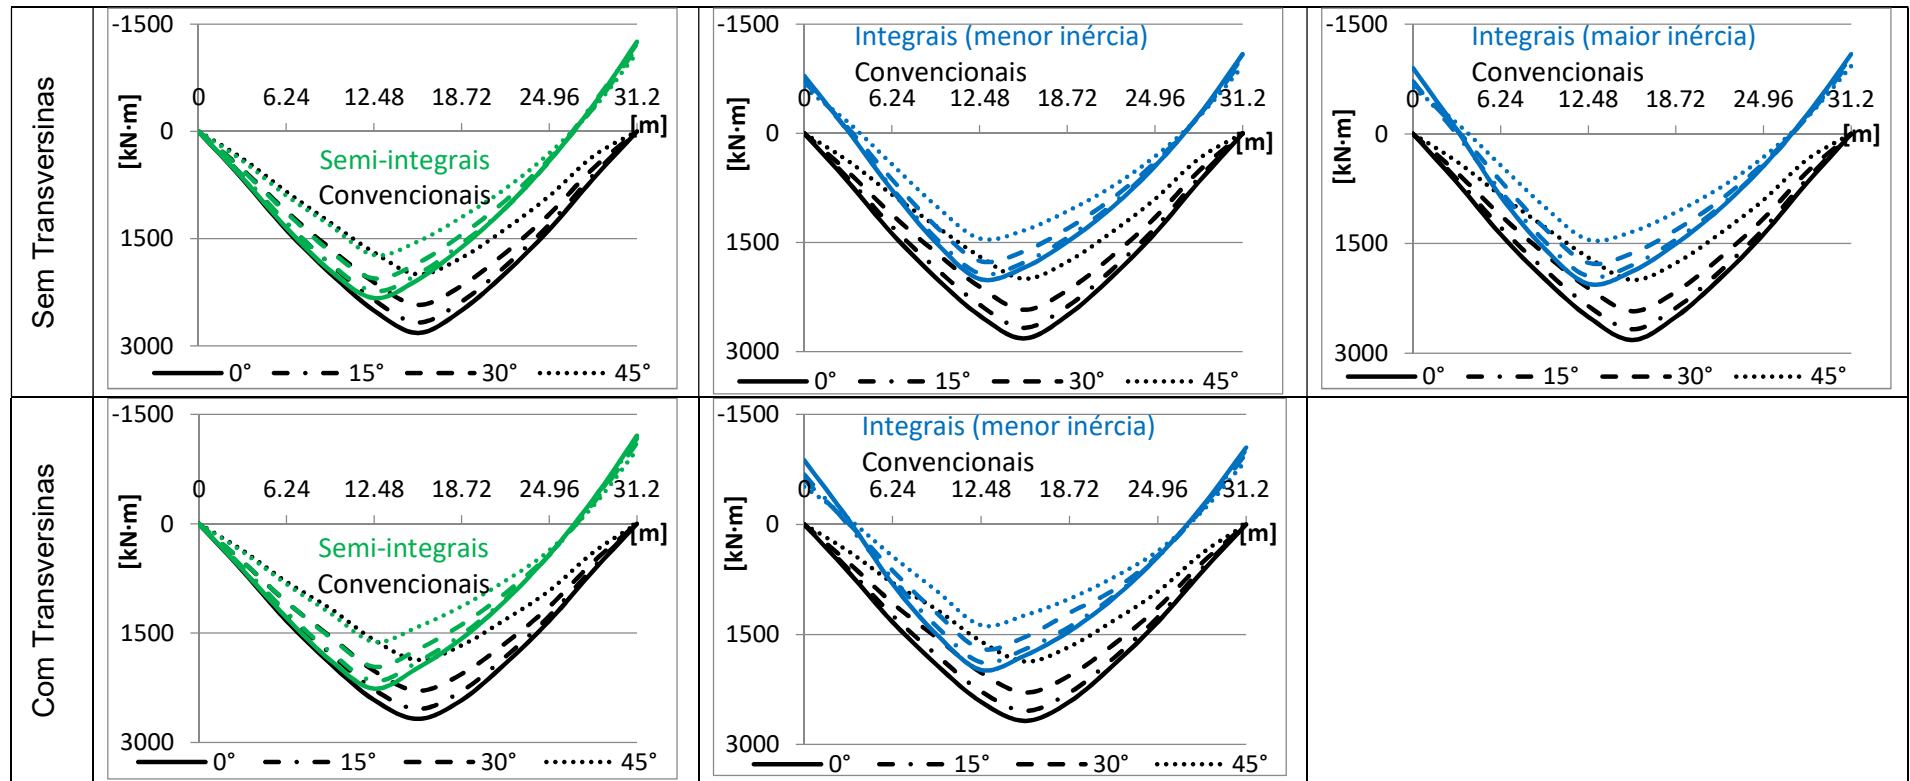 Sem Transversinas
-1500
0
1500
3000
[kN·m]
0 6.24 12.48 18.72 24.96 31.2
[m]
Semi-integrais
Convencionais
0° 15° 30° 45°
-1500
0
1500
3000
[kN·m]
Integrais (menor inércia)
Convencionais
0 6.24 12.48 18.72 24.96 31.2
[m]
0° 15° 30° 45°
-1500
0
1500
3000
[kN·m]
Integrais (maior inércia)
Convencionais
0 6.24 12.48 18.72 24.96 31.2
[m]
0° 15° 30° 45°
Com Transversinas
-1500
0
1500
3000
[kN·m]
0 6.24 12.48 18.72 24.96 31.2
[m]
Semi-integrais
Convencionais
0° 15° 30° 45°
-1500
0
1500
3000
[kN·m]
Integrais (menor inércia)
Convencionais
0 6.24 12.48 18.72 24.96 31.2
[m]
0° 15° 30° 45°